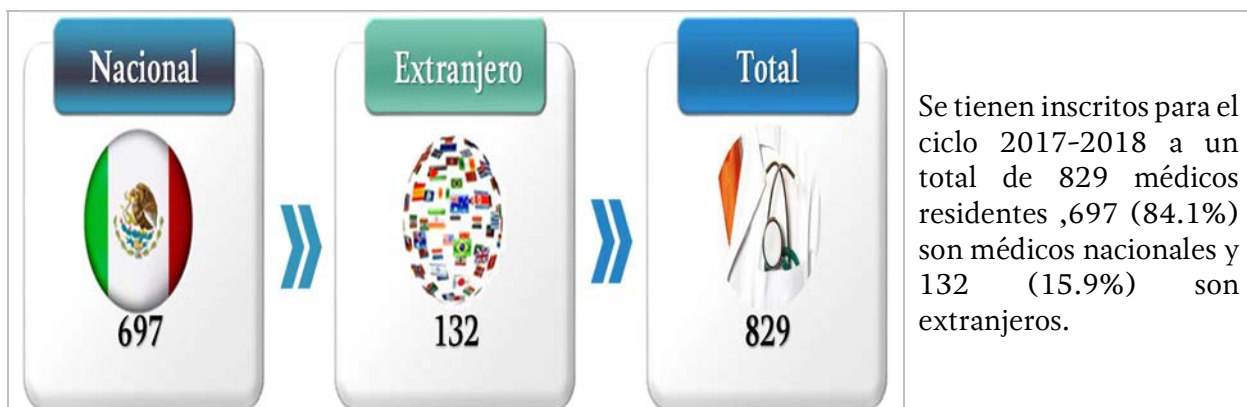 Nacional
Extranjero
Total
697
132
829
Se tienen inscritos para el
ciclo 2017-2018 a un
total de 829 médicos
residentes ,697 (84.1%)
son médicos nacionales y
132 (15.9%) son
extranjeros.